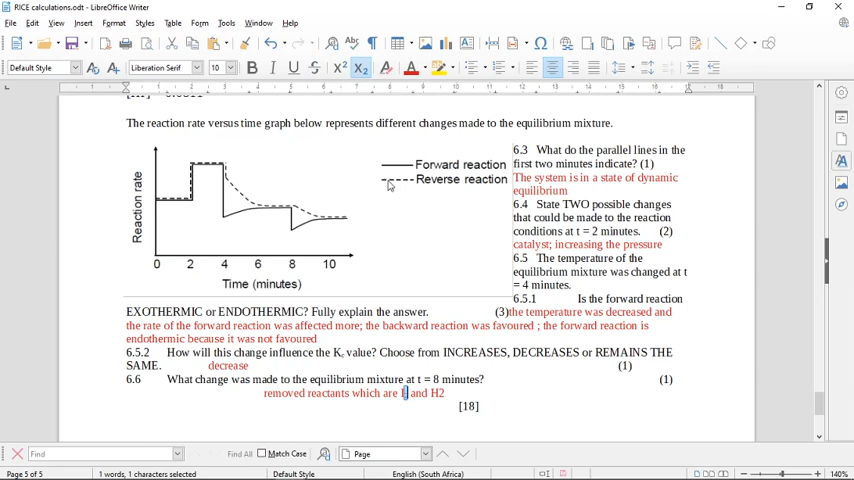 RICE calculations.odt - LibreOffice Writer
File Edit View Insert Format Styles Table Form Tools Window Help
Default Style Liberation Serif 10
The reaction rate versus time graph below represents different changes made to the equilibrium mixture.
Reaction rate
Forward reaction
Reverse reaction
0 2 4 6 8 10
Time (minutes)
6.3 What do the parallel lines in the
first two minutes indicate? (1)
The system is in a state of dynamic
equilibrium
6.4 State TWO possible changes
that could be made to the reaction
conditions at t = 2 minutes. (2)
catalyst; increasing the pressure
6.5 The temperature of the
equilibrium mixture was changed at t
= 4 minutes.
6.5.1 Is the forward reaction
EXOTHERMIC or ENDOTHERMIC? Fully explain the answer. (3)the temperature was decreased and
the rate of the forward reaction was affected more; the backward reaction was favoured ; the forward reaction is
endothermic because it was not favoured
6.5.2 How will this change influence the Kc value? Choose from INCREASES, DECREASES or REMAINS THE
SAME. decrease (1)
6.6 What change was made to the equilibrium mixture at t = 8 minutes? (1)
removed reactants which are I2 and H2
[18]
Find Find All Match Case Page
Page 5 of 5 1 words, 1 characters selected Default Style English (South Africa) 140%